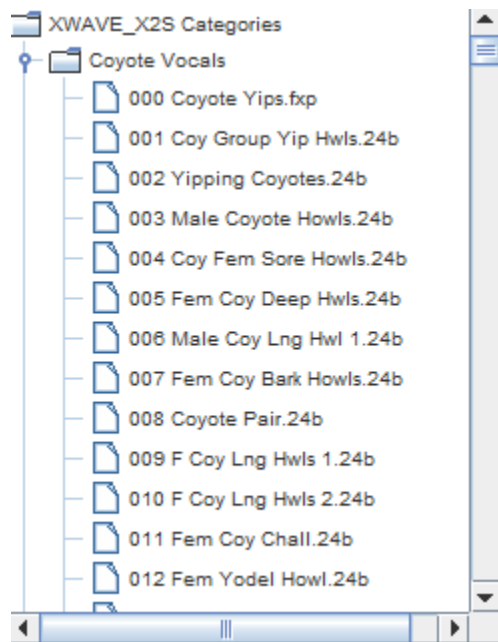 XWAVE_X2S Categories
Coyote Vocals
000 Coyote Yips.fxp
001 Coy Group Yip Hwls.24b
002 Yipping Coyotes.24b
003 Male Coyote Howls.24b
004 Coy Fem Sore Howls.24b
005 Fem Coy Deep Hwls.24b
006 Male Coy Lng Hwl 1.24b
007 Fem Coy Bark Howls.24b
008 Coyote Pair.24b
009 F Coy Lng Hwls 1.24b
010 F Coy Lng Hwls 2.24b
011 Fem Coy Chall.24b
012 Fem Yodel Howl.24b